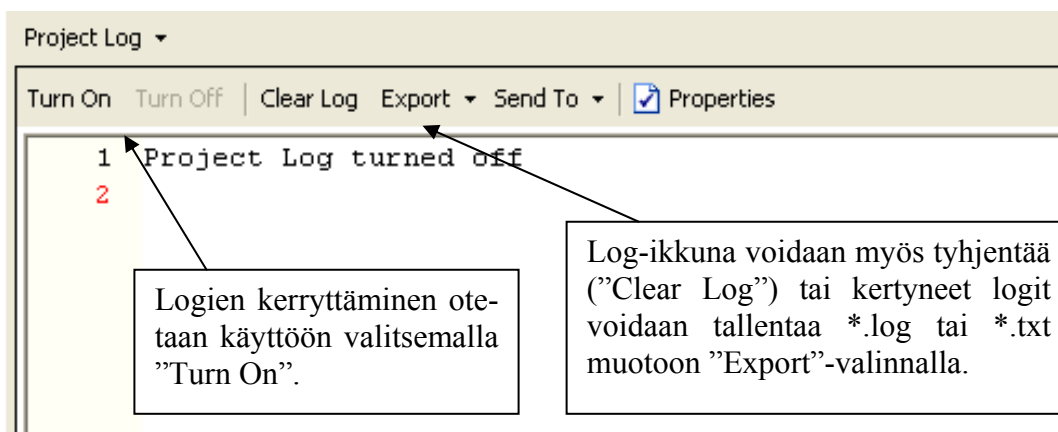 Project Log
Turn On Turn Off Clear Log Export Send To Properties
1 Project Log turned off
2
Logien kerryttäminen ote-
taan käyttöön valitsemalla
”Turn On”.
Log-ikkuna voidaan myös tyhjentää
(”Clear Log”) tai kertyneet logit
voidaan tallentaa *.log tai *.txt
muotoon ”Export”-valinnalla.